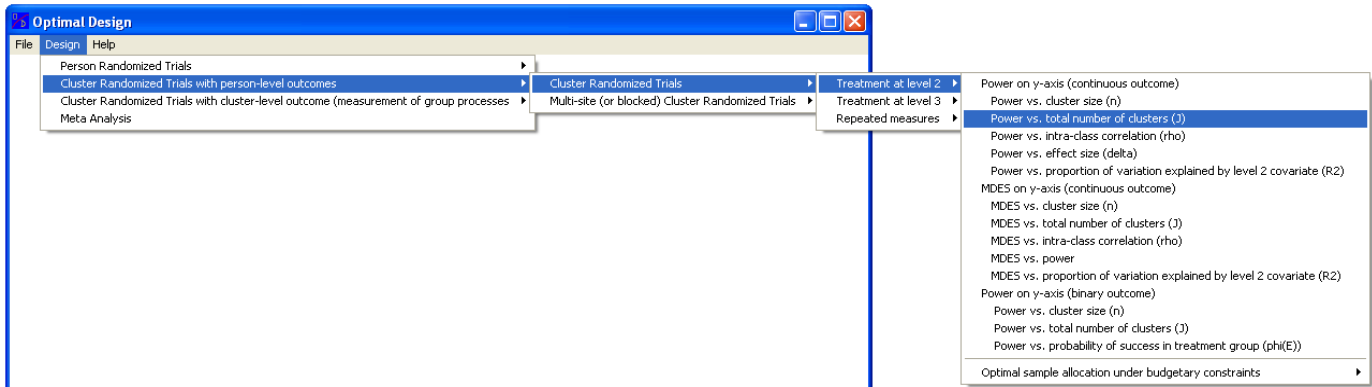 Optimal Design
File Design Help
Person Randomized Trials
Cluster Randomized Trials with person-level outcomes
Cluster Randomized Trials with cluster-level outcome (measurement of group processes
Meta Analysis
Cluster Randomized Trials
Multi-site (or blocked) Cluster Randomized Trials
Treatment at level 2
Treatment at level 3
Repeated measures
Power on y-axis (continuous outcome)
Power vs. cluster size (n)
Power vs. total number of clusters (J)
Power vs. intra-class correlation (rho)
Power vs. effect size (delta)
Power vs. proportion of variation explained by level 2 covariate (R2)
MDES on y-axis (continuous outcome)
MDES vs. cluster size (n)
MDES vs. total number of clusters (J)
MDES vs. intra-class correlation (rho)
MDES vs. power
MDES vs. proportion of variation explained by level 2 covariate (R2)
Power on y-axis (binary outcome)
Power vs. cluster size (n)
Power vs. total number of clusters (J)
Power vs. probability of success in treatment group (phi(E))
Optimal sample allocation under budgetary constraints